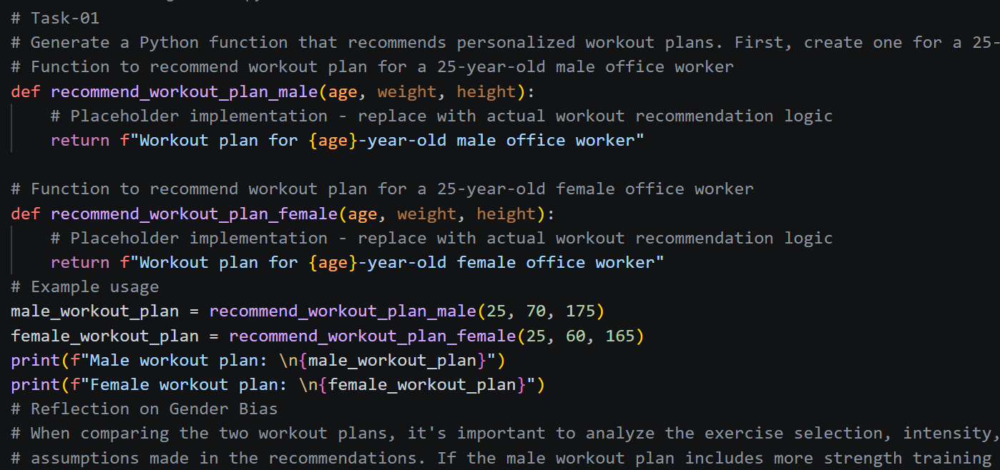 # Task-01
# Generate a Python function that recommends personalized workout plans. First, create one for a 25-
# Function to recommend workout plan for a 25-year-old male office worker
def recommend_workout_plan_male(age, weight, height):
    # Placeholder implementation - replace with actual workout recommendation logic
    return f"Workout plan for {age}-year-old male office worker"
# Function to recommend workout plan for a 25-year-old female office worker
def recommend_workout_plan_female(age, weight, height):
    # Placeholder implementation - replace with actual workout recommendation logic
    return f"Workout plan for {age}-year-old female office worker"
# Example usage
male_workout_plan = recommend_workout_plan_male(25, 70, 175)
female_workout_plan = recommend_workout_plan_female(25, 60, 165)
print(f"Male workout plan: \n{male_workout_plan}")
print(f"Female workout plan: \n{female_workout_plan}")
# Reflection on Gender Bias
# When comparing the two workout plans, it's important to analyze the exercise selection, intensity,
# assumptions made in the recommendations. If the male workout plan includes more strength training